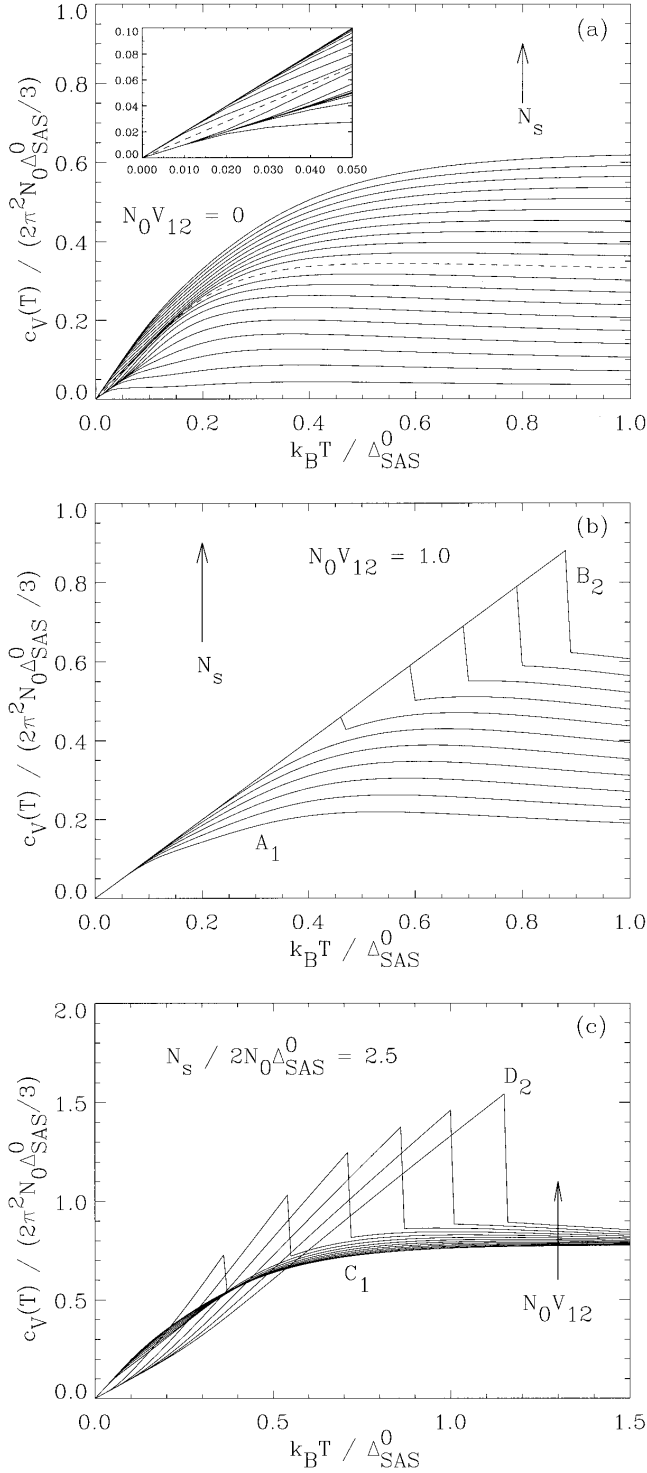 (a)
1.0
0.8
0.6
0.4
0.2
0.0
0.10
0.08
0.06
0.04
0.02
0.00
0.000 0.010 0.020 0.030 0.040 0.050
N_s
N_0V_12 = 0
c_V(T) / (2π²N_0Δ⁰_SAS/3)
0.0 0.2 0.4 0.6 0.8 1.0
k_BT / Δ⁰_SAS
(b)
1.0
0.8
0.6
0.4
0.2
0.0
N_0V_12 = 1.0
B_2
N_s
A_1
c_V(T) / (2π²N_0Δ⁰_SAS/3)
0.0 0.2 0.4 0.6 0.8 1.0
k_BT / Δ⁰_SAS
(c)
2.0
1.5
1.0
0.5
0.0
N_s / 2N_0Δ⁰_SAS = 2.5
D_2
C_1
N_0V_12
c_V(T) / (2π²N_0Δ⁰_SAS/3)
0.0 0.5 1.0 1.5
k_BT / Δ⁰_SAS